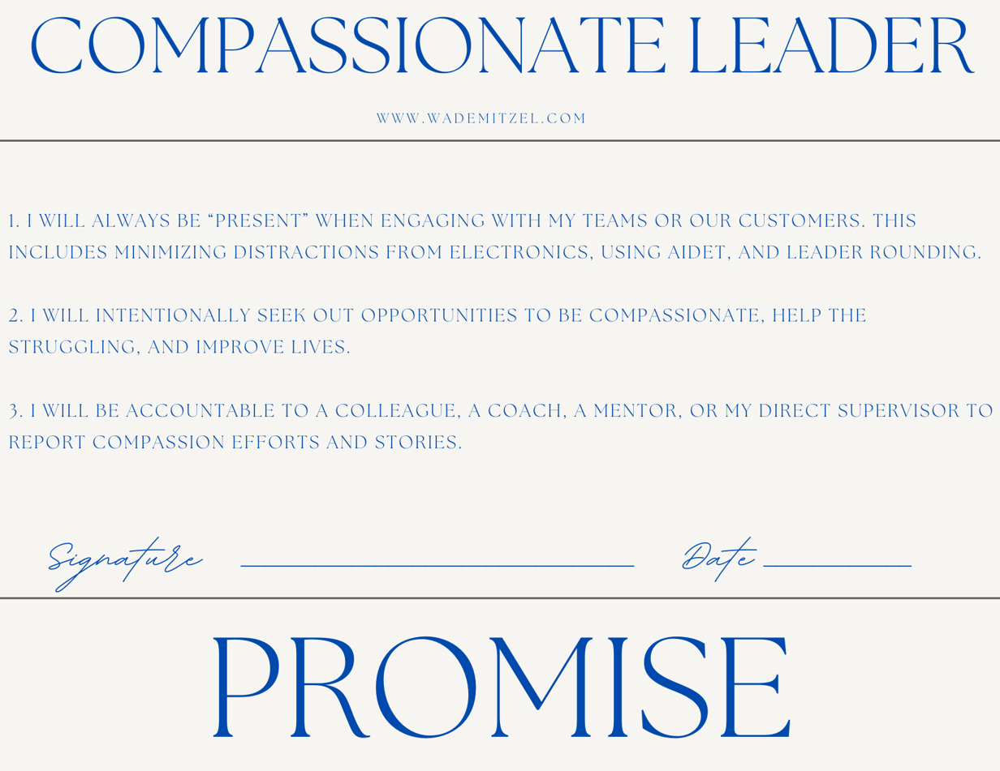 COMPASSIONATE LEADER
WWW.WADEMITZEL.COM
1. I WILL ALWAYS BE “PRESENT” WHEN ENGAGING WITH MY TEAMS OR OUR CUSTOMERS. THIS
INCLUDES MINIMIZING DISTRACTIONS FROM ELECTRONICS, USING AIDET, AND LEADER ROUNDING.
2. I WILL INTENTIONALLY SEEK OUT OPPORTUNITIES TO BE COMPASSIONATE, HELP THE
STRUGGLING, AND IMPROVE LIVES.
3. I WILL BE ACCOUNTABLE TO A COLLEAGUE, A COACH, A MENTOR, OR MY DIRECT SUPERVISOR TO
REPORT COMPASSION EFFORTS AND STORIES.
Signature ________________________ Date _________
PROMISE